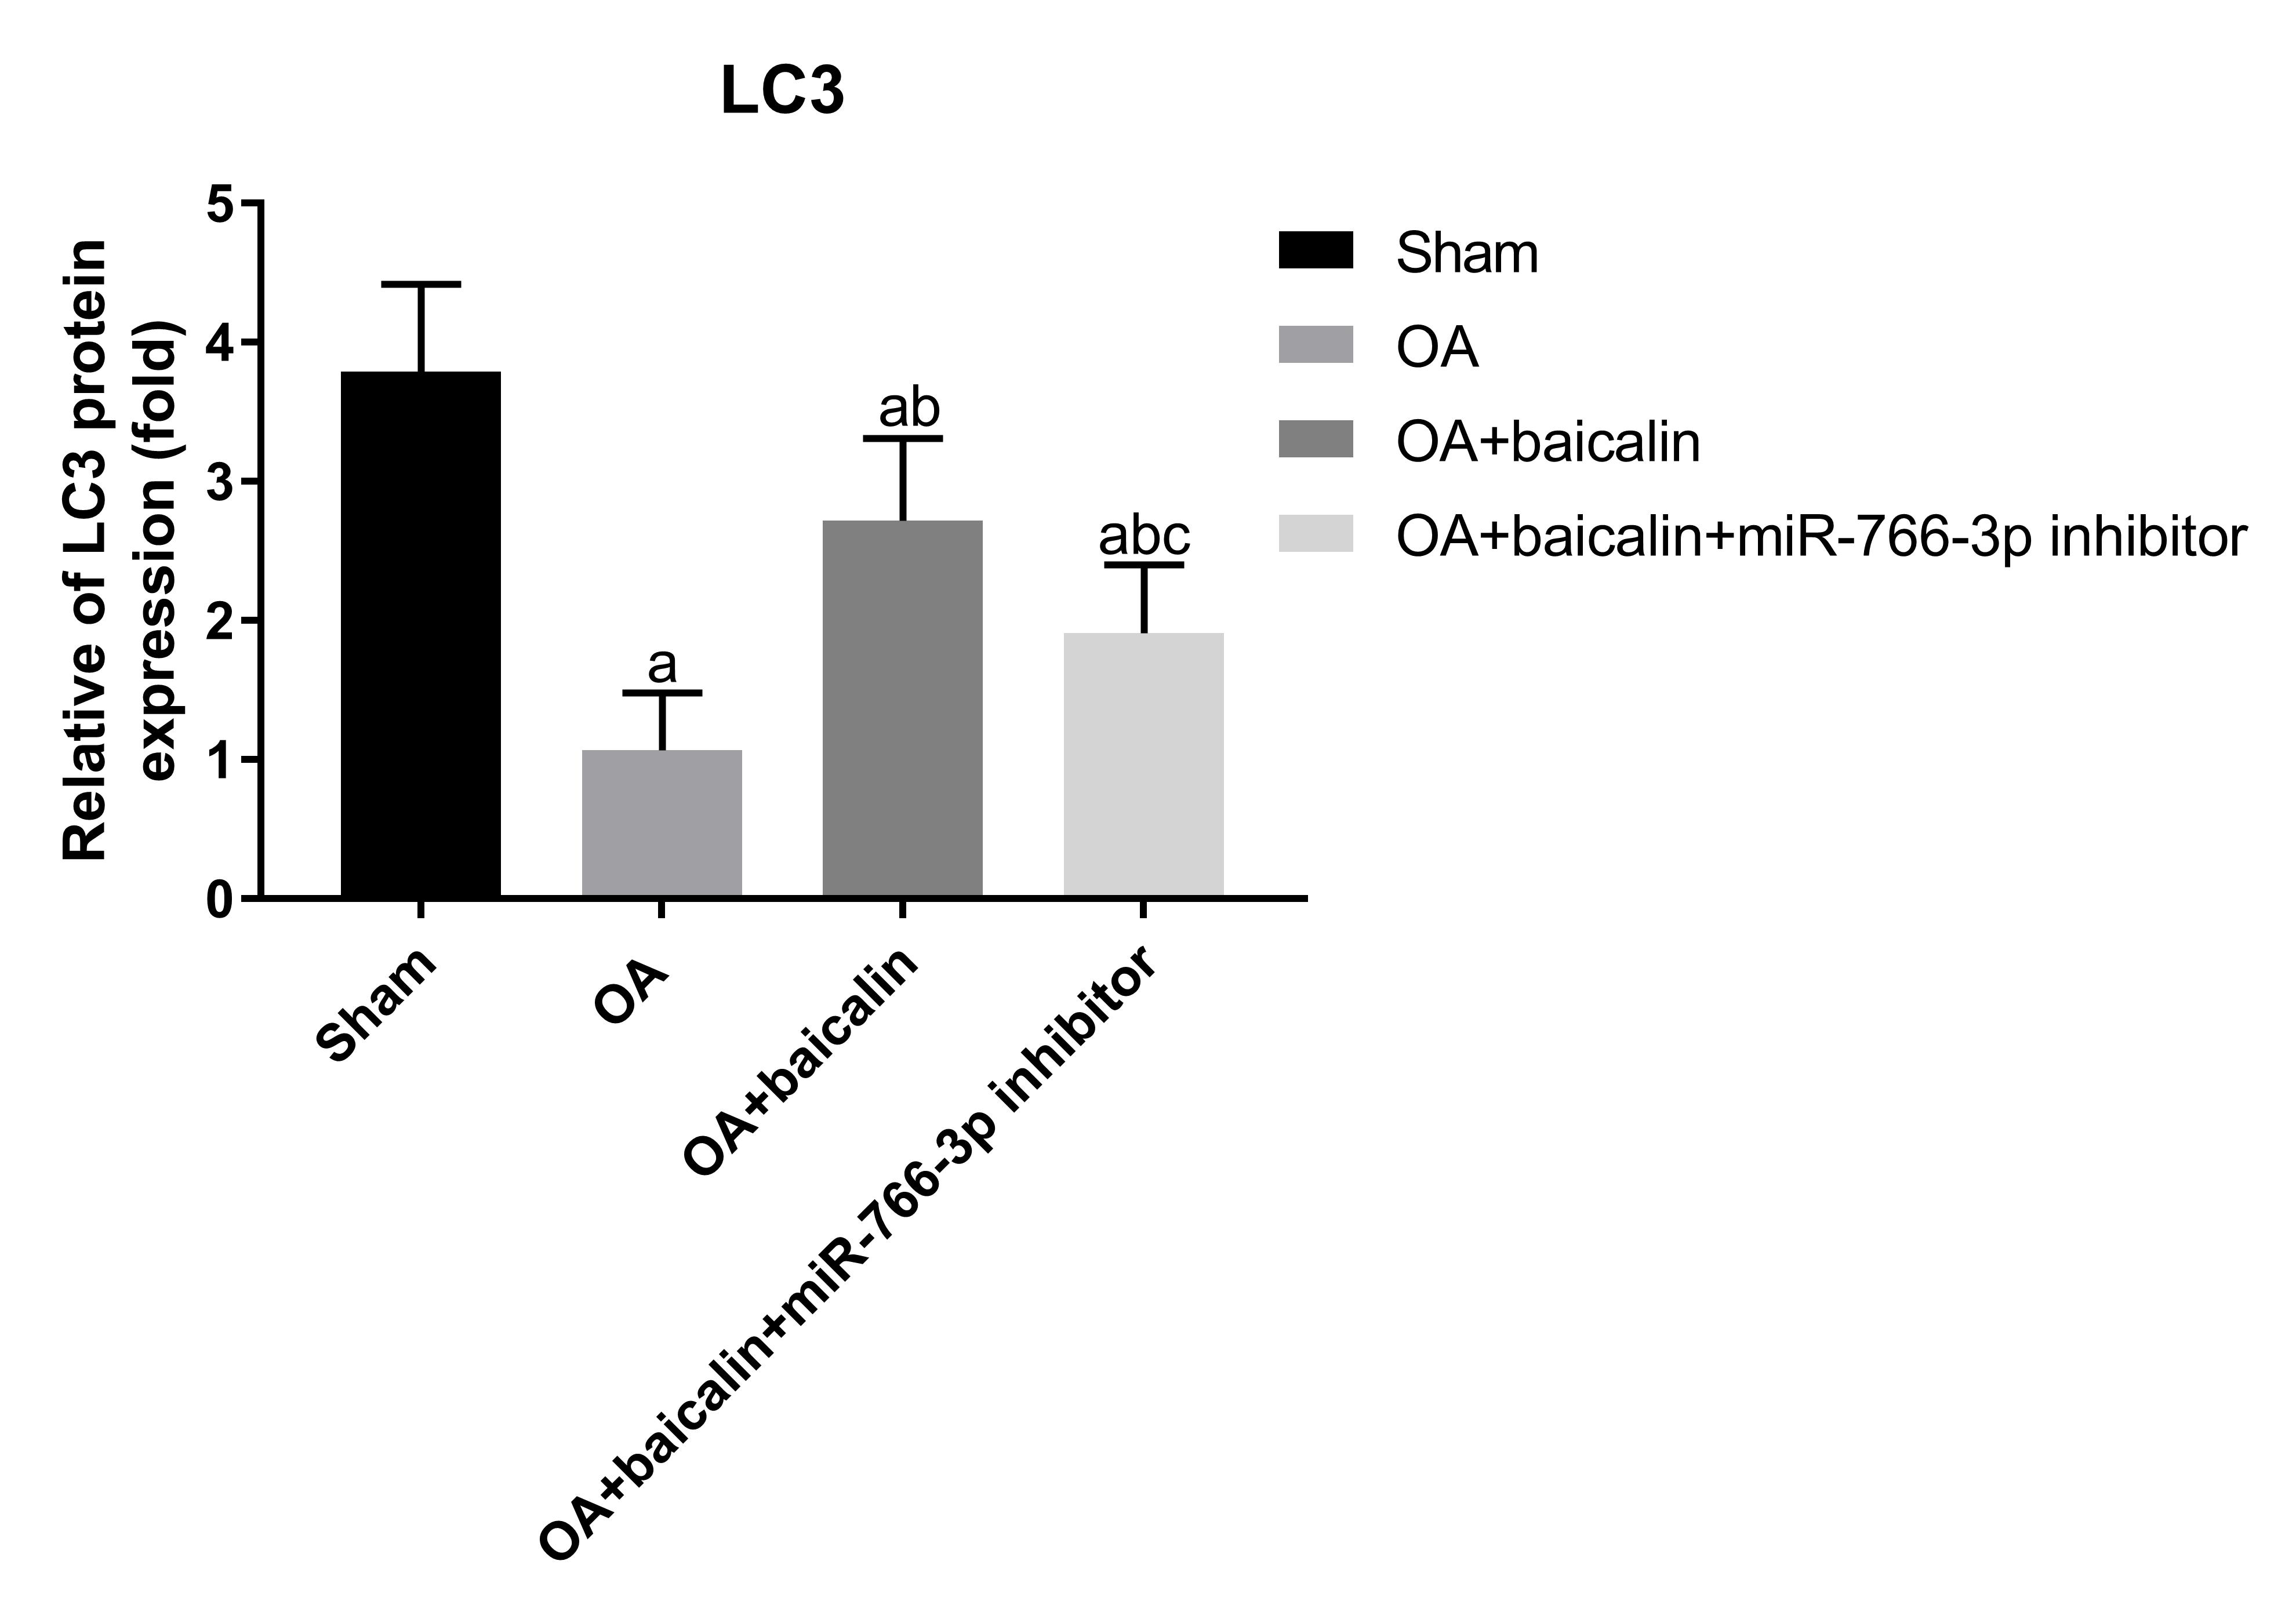 LC3
Relative of LC3 protein
expression (fold)
5
4
3
2
1
0
a
ab
abc
Sham
OA
OA+baicalin
OA+baicalin+miR-766-3p inhibitor
Sham
OA
OA+baicalin
OA+baicalin+miR-766-3p inhibitor